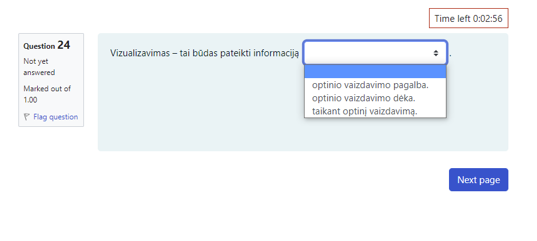 Time left 0:02:56
Question 24
Not yet
answered
Marked out of
1.00
Flag question
Vizualizavimas – tai būdas pateikti informaciją .
optinio vaizdavimo pagalba.
optinio vaizdavimo dėka.
taikant optinį vaizdavimą.
Next page